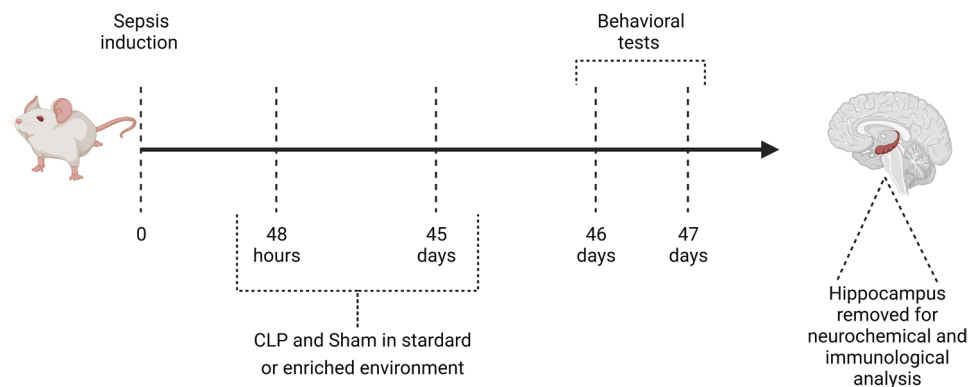 Sepsis
induction
Behavioral
tests
0
48
hours
45
days
46
days
47
days
CLP and Sham in stardard
or enriched environment
Hippocampus
removed for
neurochemical and
immunological
analysis